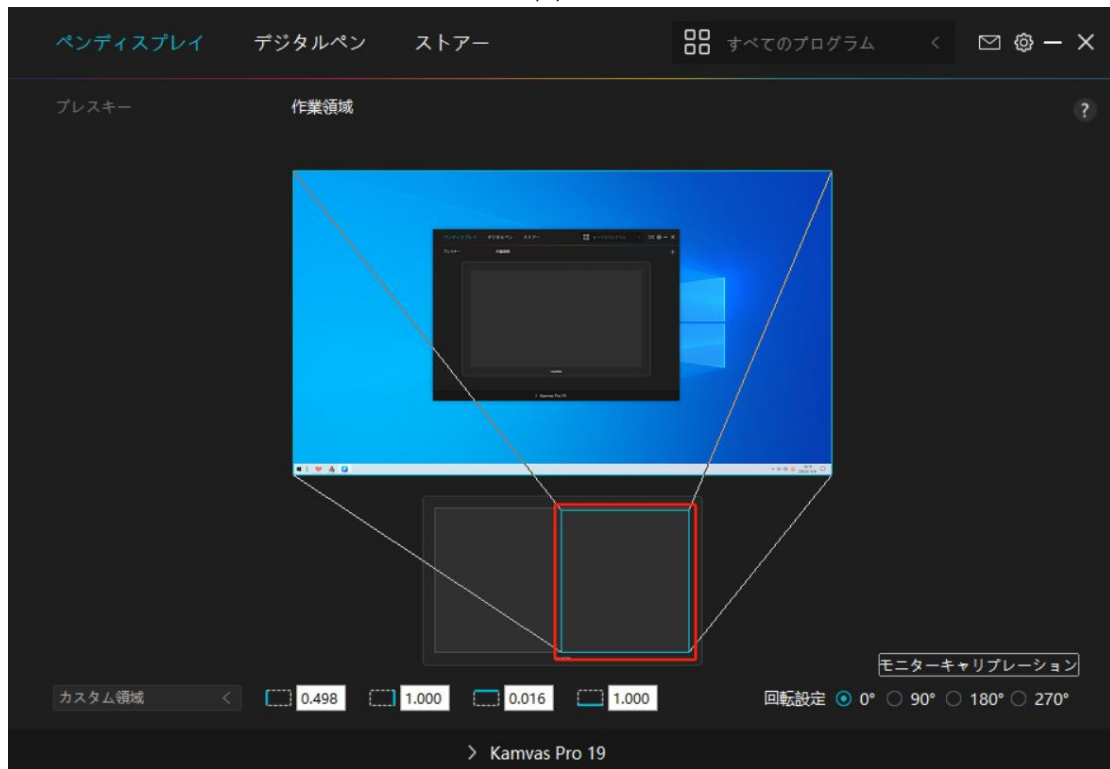 ペンディスプレイ デジタルペン ストアー すべてのプログラム
プレスキー 作業領域 ?
モニターキャリブレーション
カスタム領域 0.498 1.000 0.016 1.000 回転設定 0° 90° 180° 270°
Kamvas Pro 19